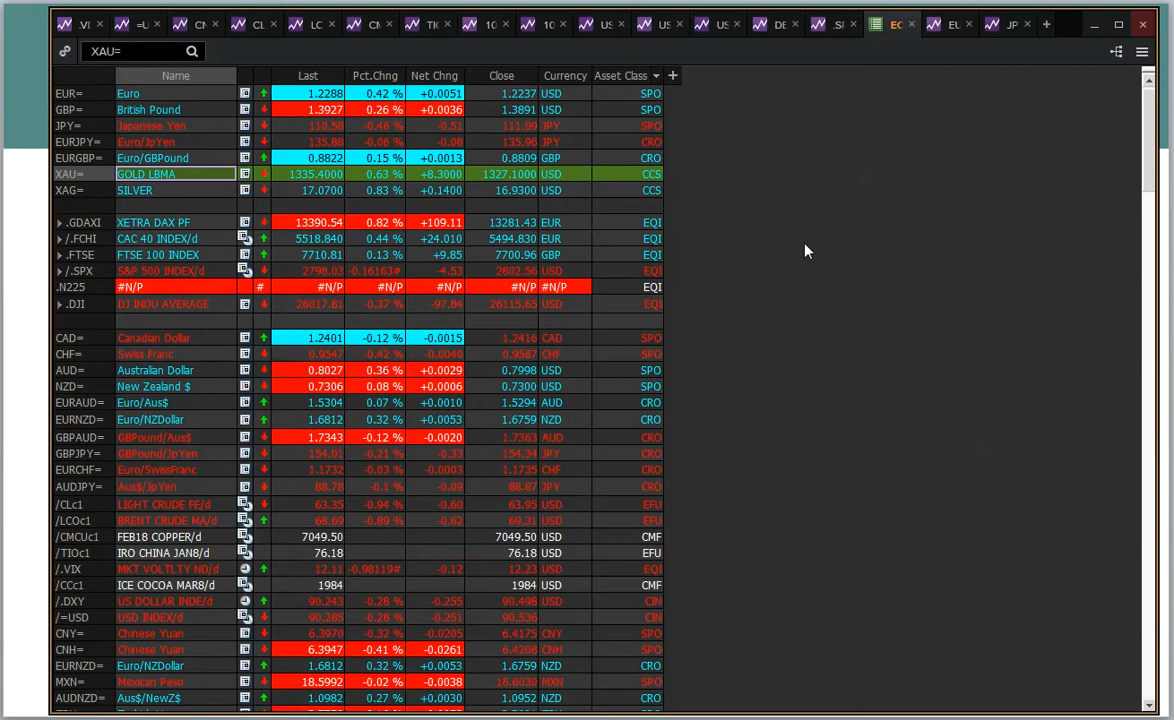 .VI =U CN CL LC CM TI 10 10 US US US DE .SP EC EU JP
XAU=
Name Last Pct.Chng Net Chng Close Currency Asset Class
EUR= Euro 1.2288 0.42 % +0.0051 1.2237 USD SPO
GBP= British Pound 1.3927 0.26 % +0.0036 1.3891 USD SPO
JPY= Japanese Yen 110.58 -0.46 % -0.51 111.09 JPY SPO
EURJPY= Euro/JpYen 135.88 -0.06 % -0.08 135.96 JPY CRO
EURGBP= Euro/GBPound 0.8822 0.15 % +0.0013 0.8809 GBP CRO
XAU= GOLD LBMA 1335.4000 0.63 % +8.3000 1327.1000 USD CCS
XAG= SILVER 17.0700 0.83 % +0.1400 16.9300 USD CCS
.GDAXI XETRA DAX PF 13390.54 0.82 % +109.11 13281.43 EUR EQI
/.FCHI CAC 40 INDEX/d 5518.840 0.44 % +24.010 5494.830 EUR EQI
.FTSE FTSE 100 INDEX 7710.81 0.13 % +9.85 7700.96 GBP EQI
/.SPX S&P 500 INDEX/d 2798.03 -0.16163# -4.53 2802.56 USD EQI
.N225 #N/P # #N/P #N/P #N/P #N/P #N/P EQI
.DJI DJ INDU AVERAGE 26017.81 -0.37 % -97.84 26115.65 USD EQI
CAD= Canadian Dollar 1.2401 -0.12 % -0.0015 1.2416 CAD SPO
CHF= Swiss Franc 0.9547 -0.42 % -0.0040 0.9587 CHF SPO
AUD= Australian Dollar 0.8027 0.36 % +0.0029 0.7998 USD SPO
NZD= New Zealand $ 0.7306 0.08 % +0.0006 0.7300 USD SPO
EURAUD= Euro/Aus$ 1.5304 0.07 % +0.0010 1.5294 AUD CRO
EURNZD= Euro/NZDollar 1.6812 0.32 % +0.0053 1.6759 NZD CRO
GBPAUD= GBPound/Aus$ 1.7343 -0.12 % -0.0020 1.7363 AUD CRO
GBPJPY= GBPound/JpYen 154.01 -0.21 % -0.33 154.34 JPY CRO
EURCHF= Euro/SwissFranc 1.1732 -0.03 % -0.0003 1.1735 CHF CRO
AUDJPY= Aus$/JpYen 88.78 -0.1 % -0.09 88.87 JPY CRO
/CLc1 LIGHT CRUDE FE/d 63.35 -0.94 % -0.60 63.95 USD EFU
/LCOc1 BRENT CRUDE MA/d 68.69 -0.89 % -0.62 69.31 USD EFU
/CMCUc1 FEB18 COPPER/d 7049.50 7049.50 USD CMF
/TIOc1 IRO CHINA JAN8/d 76.18 76.18 USD EFU
/.VIX MKT VOLTLTY ND/d 12.11 -0.98119# -0.12 12.23 USD EQI
/CCc1 ICE COCOA MAR8/d 1984 1984 USD CMF
/.DXY US DOLLAR INDE/d 90.243 -0.28 % -0.255 90.498 USD CIN
/=USD USD INDEX/d 90.285 -0.28 % -0.251 90.536 CIN
CNY= Chinese Yuan 6.3970 -0.32 % -0.0205 6.4175 CNY SPO
CNH= Chinese Yuan 6.3947 -0.41 % -0.0261 6.4208 CNH SPO
EURNZD= Euro/NZDollar 1.6812 0.32 % +0.0053 1.6759 NZD CRO
MXN= Mexican Peso 18.5992 -0.02 % -0.0038 18.6030 MXN SPO
AUDNZD= Aus$/NewZ$ 1.0982 0.27 % +0.0030 1.0952 NZD CRO